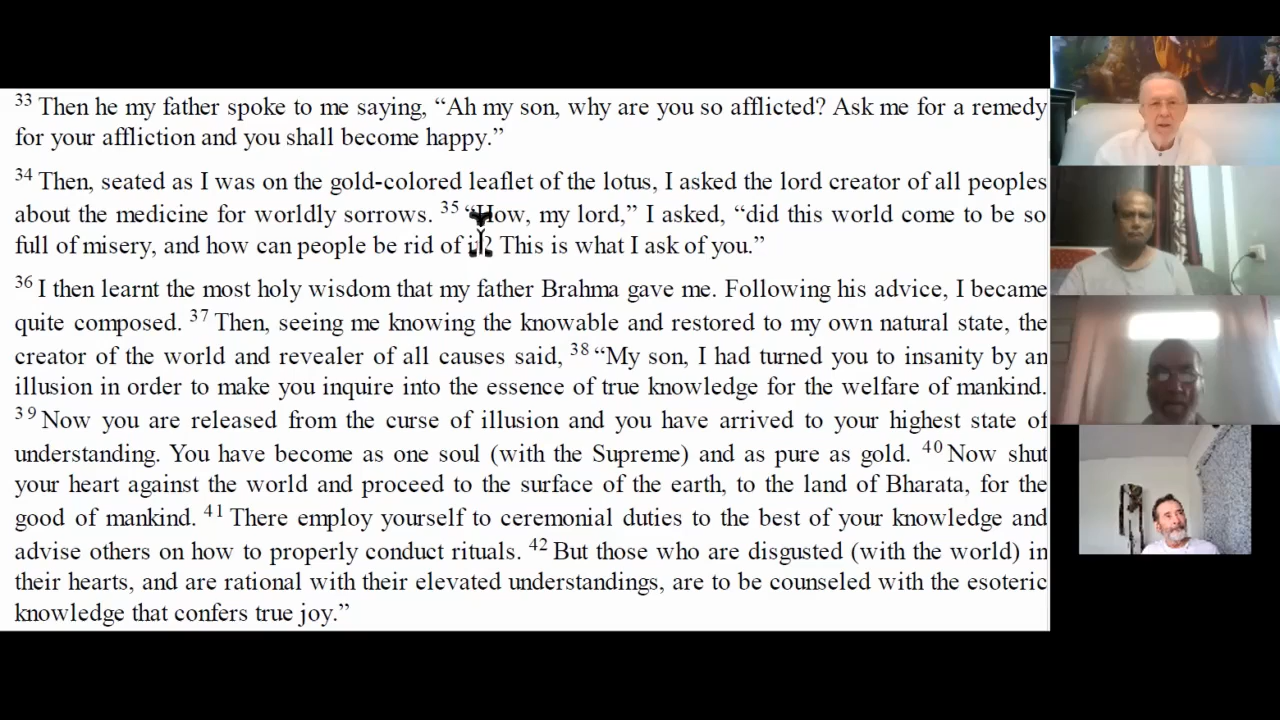 33 Then he my father spoke to me saying, “Ah my son, why are you so afflicted? Ask me for a remedy
for your affliction and you shall become happy.”
34 Then, seated as I was on the gold-colored leaflet of the lotus, I asked the lord creator of all peoples
about the medicine for worldly sorrows. 35 “How, my lord,” I asked, “did this world come to be so
full of misery, and how can people be rid of it? This is what I ask of you.”
36 I then learnt the most holy wisdom that my father Brahma gave me. Following his advice, I became
quite composed. 37 Then, seeing me knowing the knowable and restored to my own natural state, the
creator of the world and revealer of all causes said, 38 “My son, I had turned you to insanity by an
illusion in order to make you inquire into the essence of true knowledge for the welfare of mankind.
39 Now you are released from the curse of illusion and you have arrived to your highest state of
understanding. You have become as one soul (with the Supreme) and as pure as gold. 40 Now shut
your heart against the world and proceed to the surface of the earth, to the land of Bharata, for the
good of mankind. 41 There employ yourself to ceremonial duties to the best of your knowledge and
advise others on how to properly conduct rituals. 42 But those who are disgusted (with the world) in
their hearts, and are rational with their elevated understandings, are to be counseled with the esoteric
knowledge that confers true joy.”